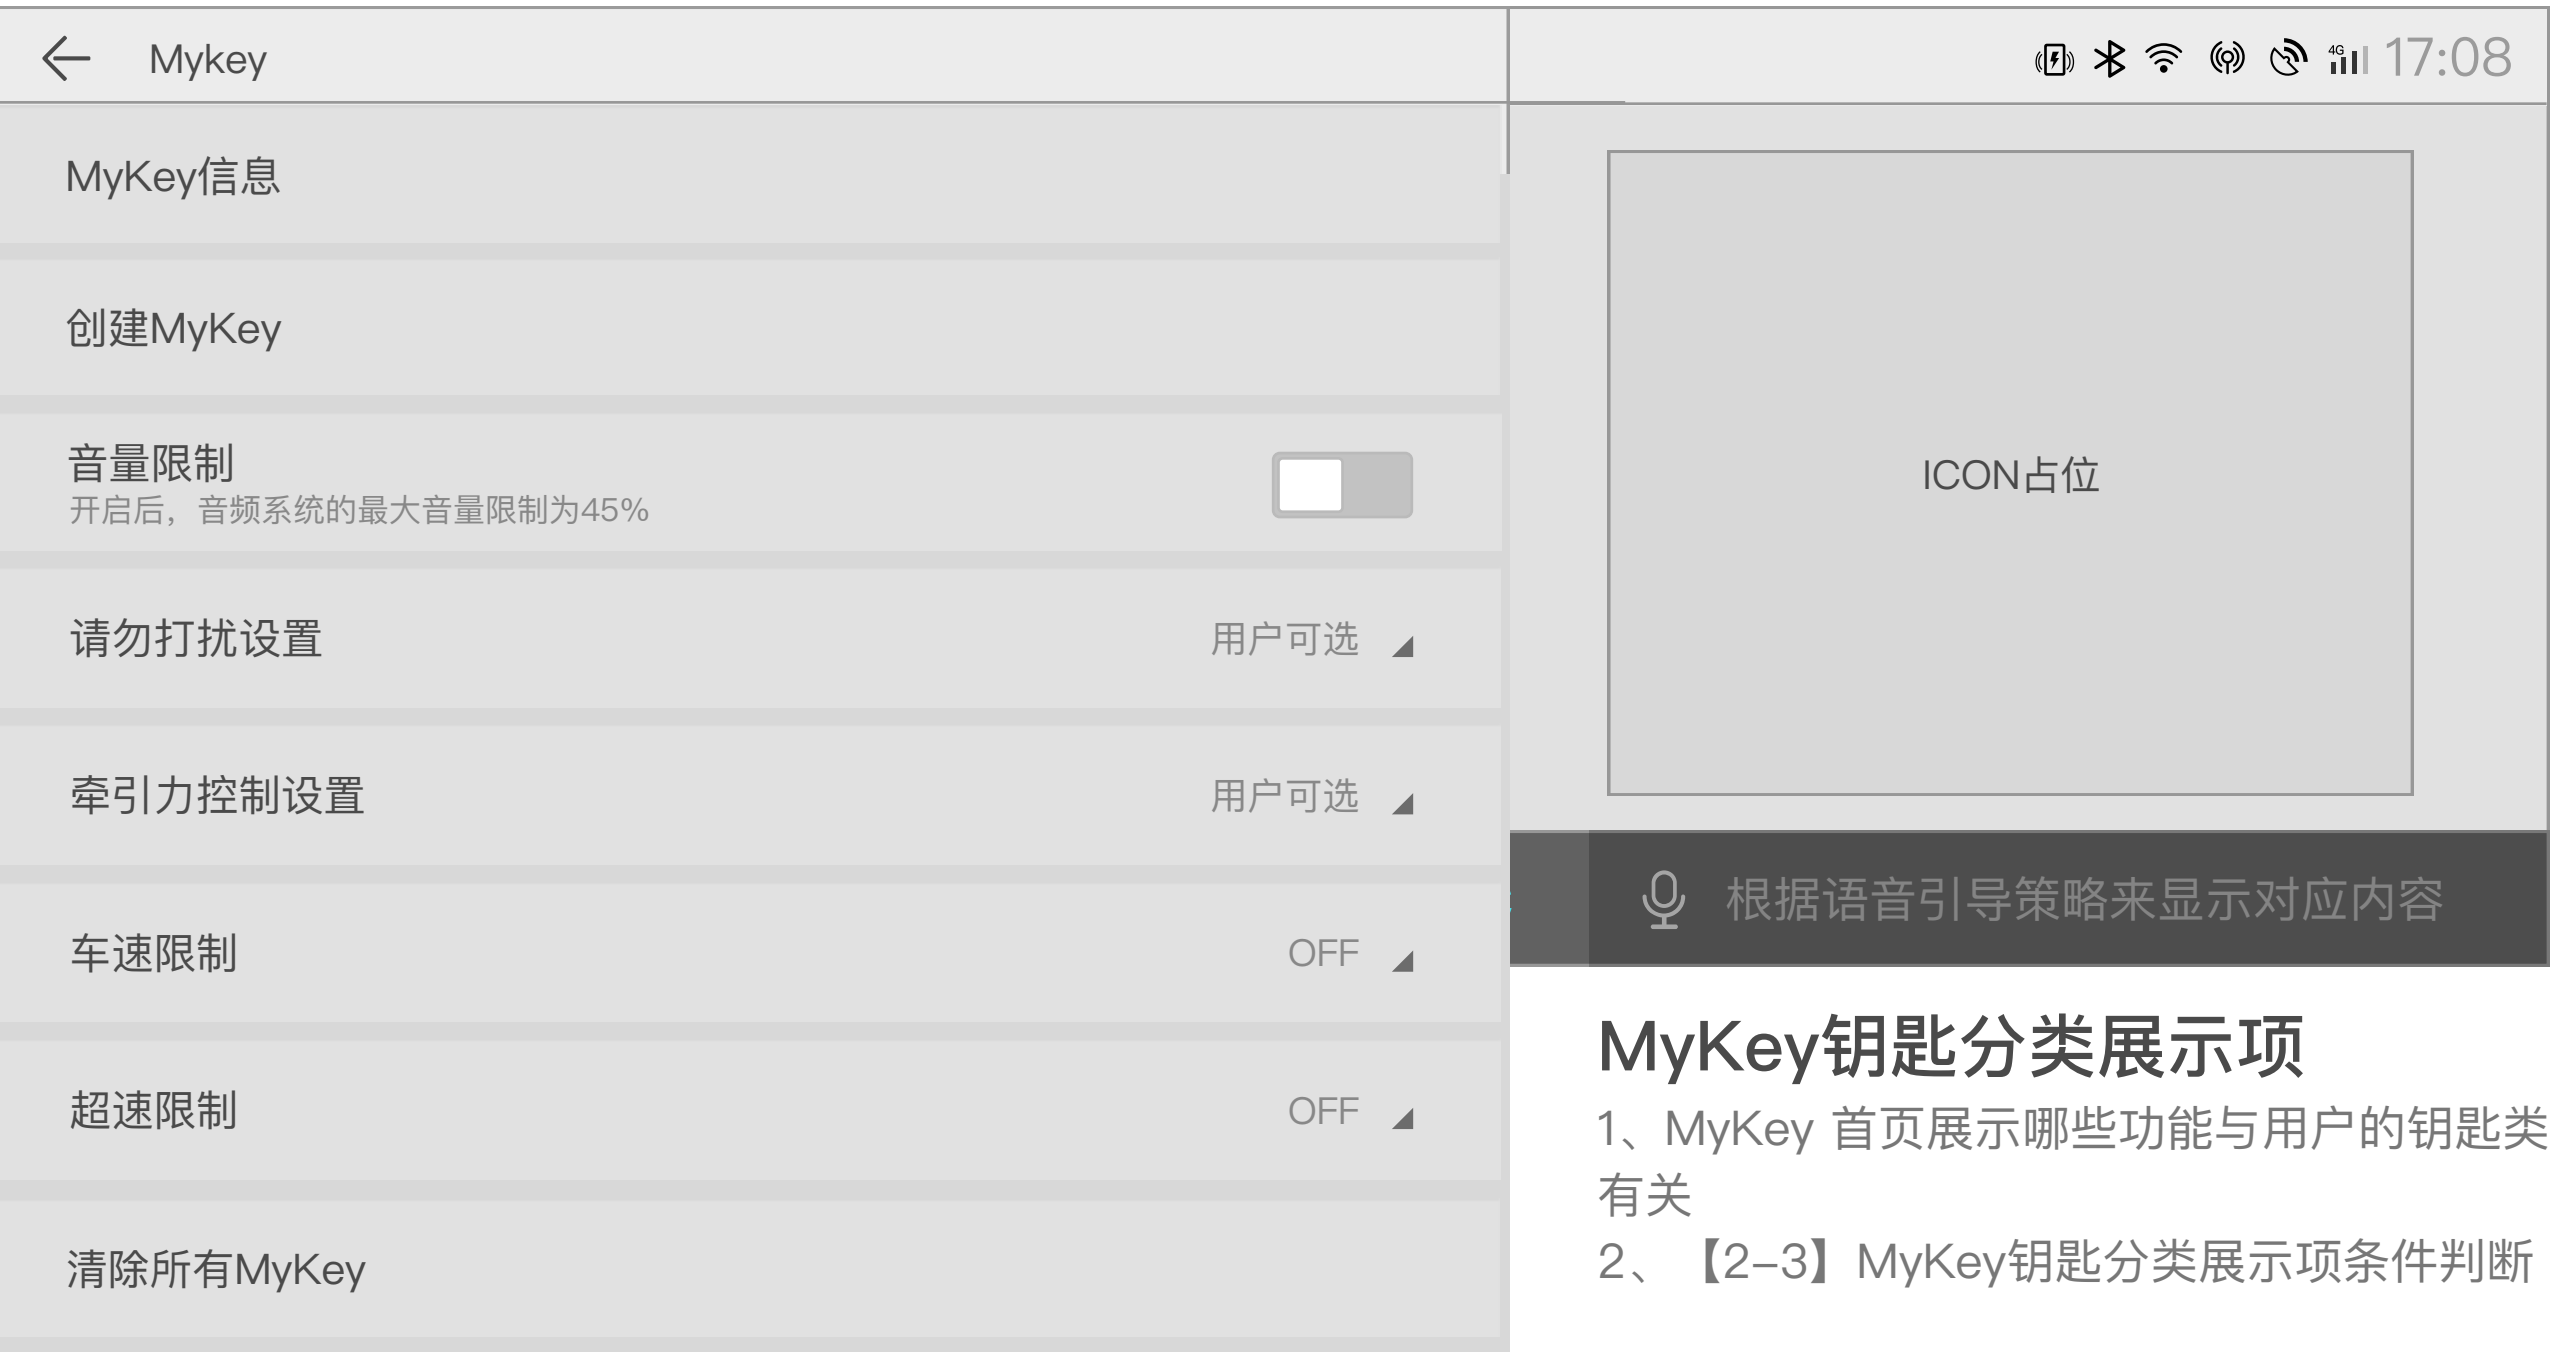 Mykey
4G 17:08
MyKey信息
创建MyKey
音量限制
开启后，音频系统的最大音量限制为45%
请勿打扰设置 用户可选
牵引力控制设置 用户可选
车速限制 OFF
超速限制 OFF
清除所有MyKey
ICON占位
根据语音引导策略来显示对应内容
MyKey钥匙分类展示项
1、MyKey 首页展示哪些功能与用户的钥匙类
有关
2、【2-3】MyKey钥匙分类展示项条件判断